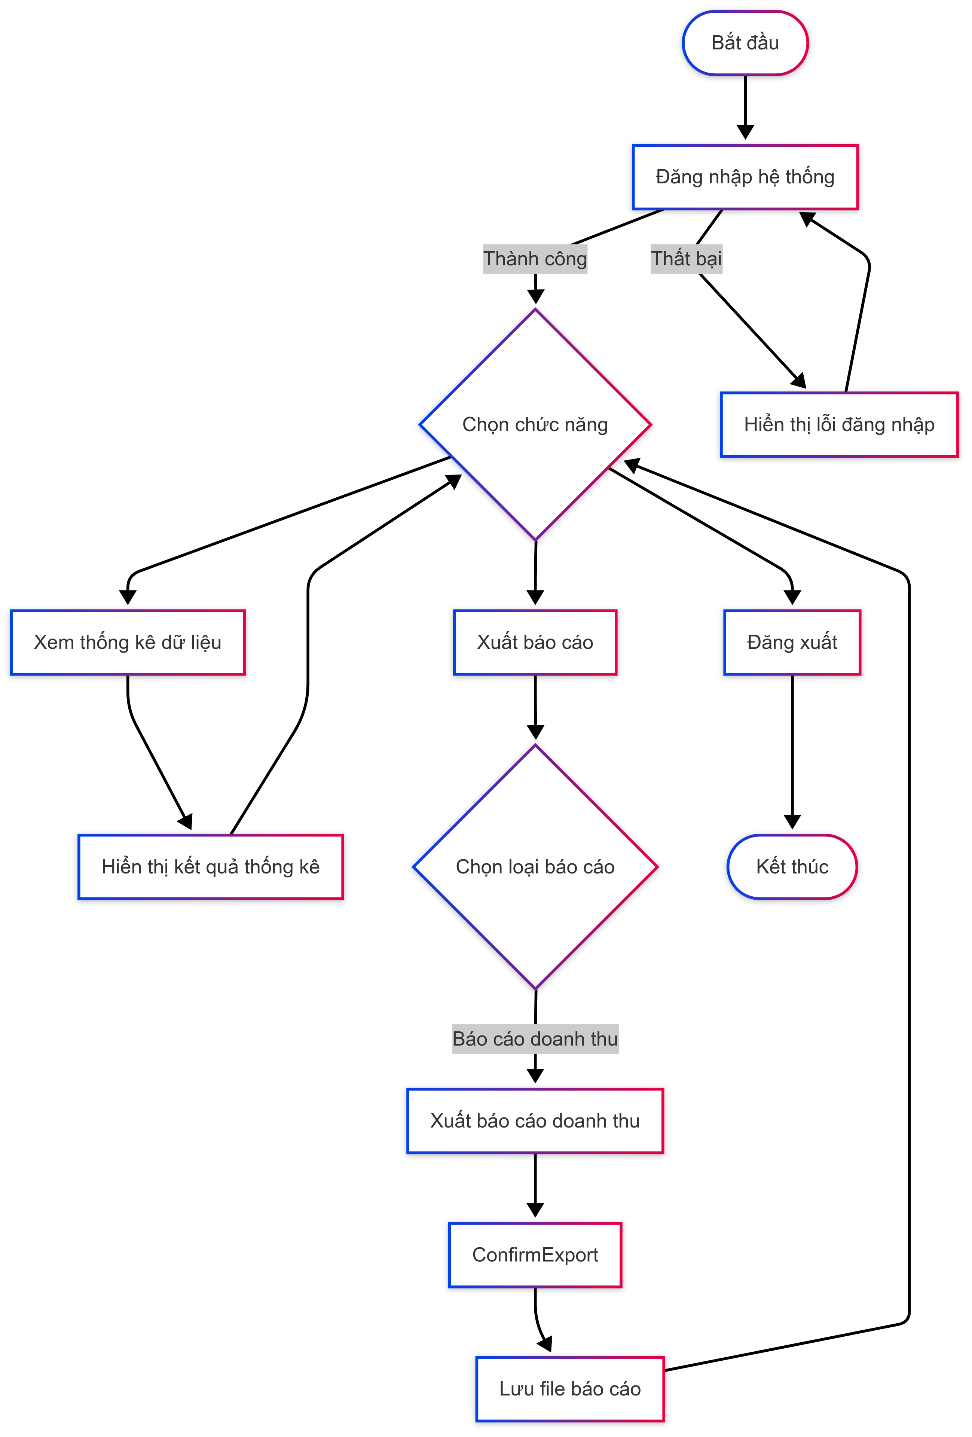 Bắt đầu
Đăng nhập hệ thống
Thành công
Thất bại
Chọn chức năng
Hiển thị lỗi đăng nhập
Xem thống kê dữ liệu
Xuất báo cáo
Đăng xuất
Hiển thị kết quả thống kê
Chọn loại báo cáo
Kết thúc
Báo cáo doanh thu
Xuất báo cáo doanh thu
ConfirmExport
Lưu file báo cáo